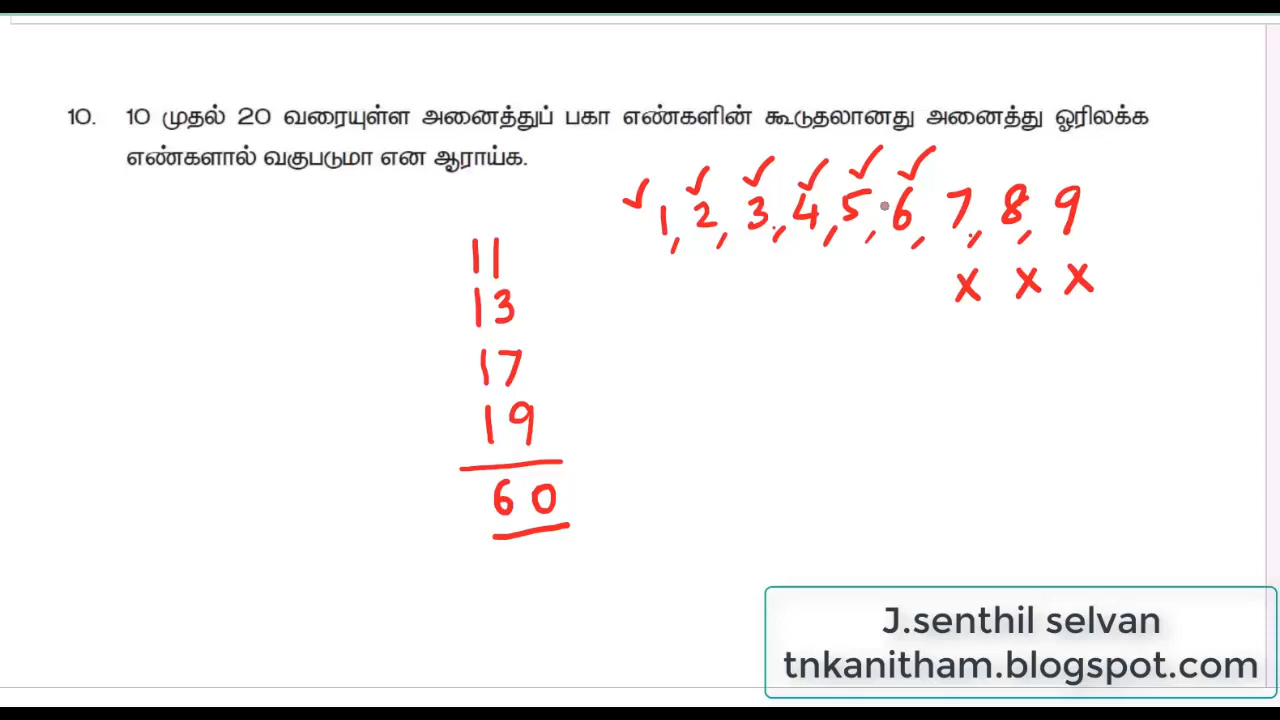 10. 10 முதல் 20 வரையுள்ள அனைத்துப் பகா எண்களின் கூடுதலானது அனைத்து ஓரிலக்க
எண்களால் வகுபடுமா என ஆராய்க.
✓ ✓ ✓ ✓ ✓ ✓
1, 2, 3, 4, 5, 6, 7, 8, 9
x x x
11
13
17
19
60
J.senthil selvan
tnkanitham.blogspot.com